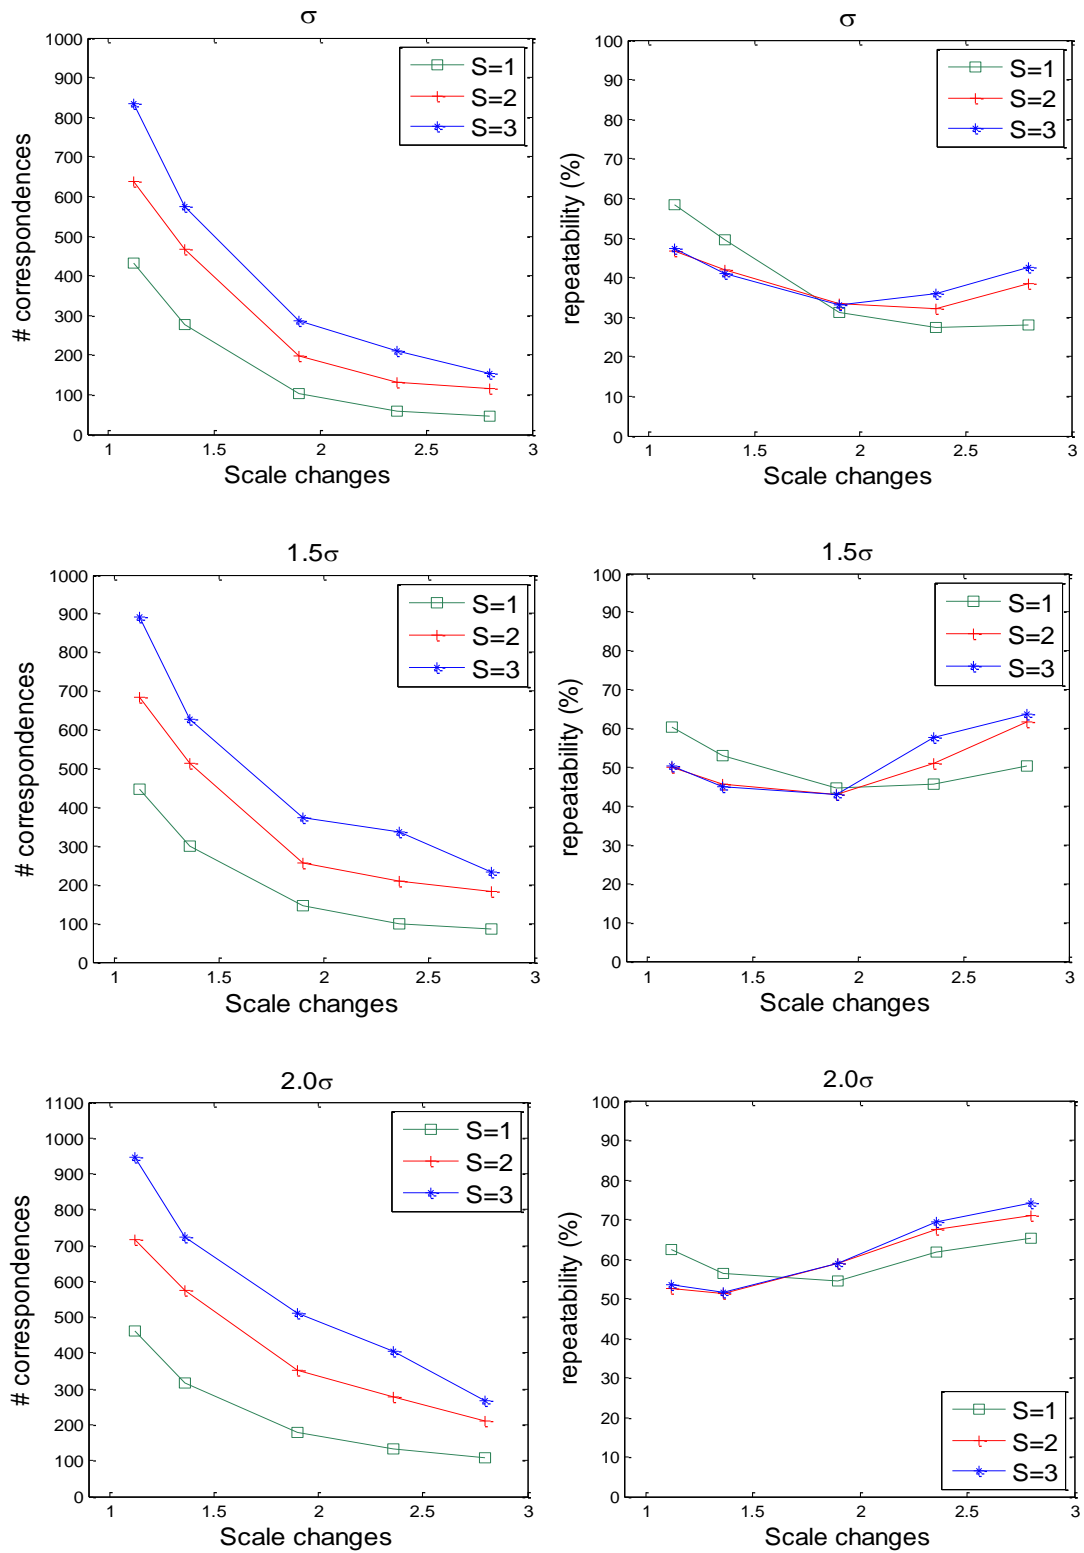 σ
1000
900
800
700
600
500
400
300
200
100
0
# correspondences
1 1.5 2 2.5 3
Scale changes
S=1
S=2
S=3
σ
100
90
80
70
60
50
40
30
20
10
0
repeatability (%)
1 1.5 2 2.5 3
Scale changes
S=1
S=2
S=3
1.5σ
1000
900
800
700
600
500
400
300
200
100
0
# correspondences
1 1.5 2 2.5 3
Scale changes
S=1
S=2
S=3
1.5σ
100
90
80
70
60
50
40
30
20
10
0
repeatability (%)
1 1.5 2 2.5 3
Scale changes
S=1
S=2
S=3
2.0σ
1100
1000
900
800
700
600
500
400
300
200
100
0
# correspondences
1 1.5 2 2.5 3
Scale changes
S=1
S=2
S=3
2.0σ
100
90
80
70
60
50
40
30
20
10
0
repeatability (%)
1 1.5 2 2.5 3
Scale changes
S=1
S=2
S=3